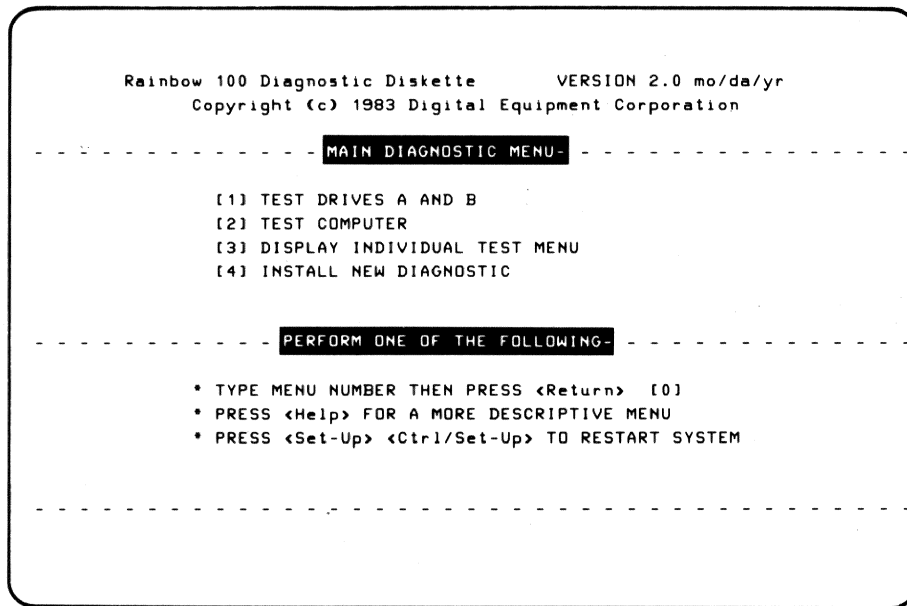 Rainbow 100 Diagnostic Diskette VERSION 2.0 mo/da/yr
Copyright (c) 1983 Digital Equipment Corporation
MAIN DIAGNOSTIC MENU-
[1] TEST DRIVES A AND B
[2] TEST COMPUTER
[3] DISPLAY INDIVIDUAL TEST MENU
[4] INSTALL NEW DIAGNOSTIC
PERFORM ONE OF THE FOLLOWING-
* TYPE MENU NUMBER THEN PRESS <Return> [0]
* PRESS <Help> FOR A MORE DESCRIPTIVE MENU
* PRESS <Set-Up> <Ctrl/Set-Up> TO RESTART SYSTEM